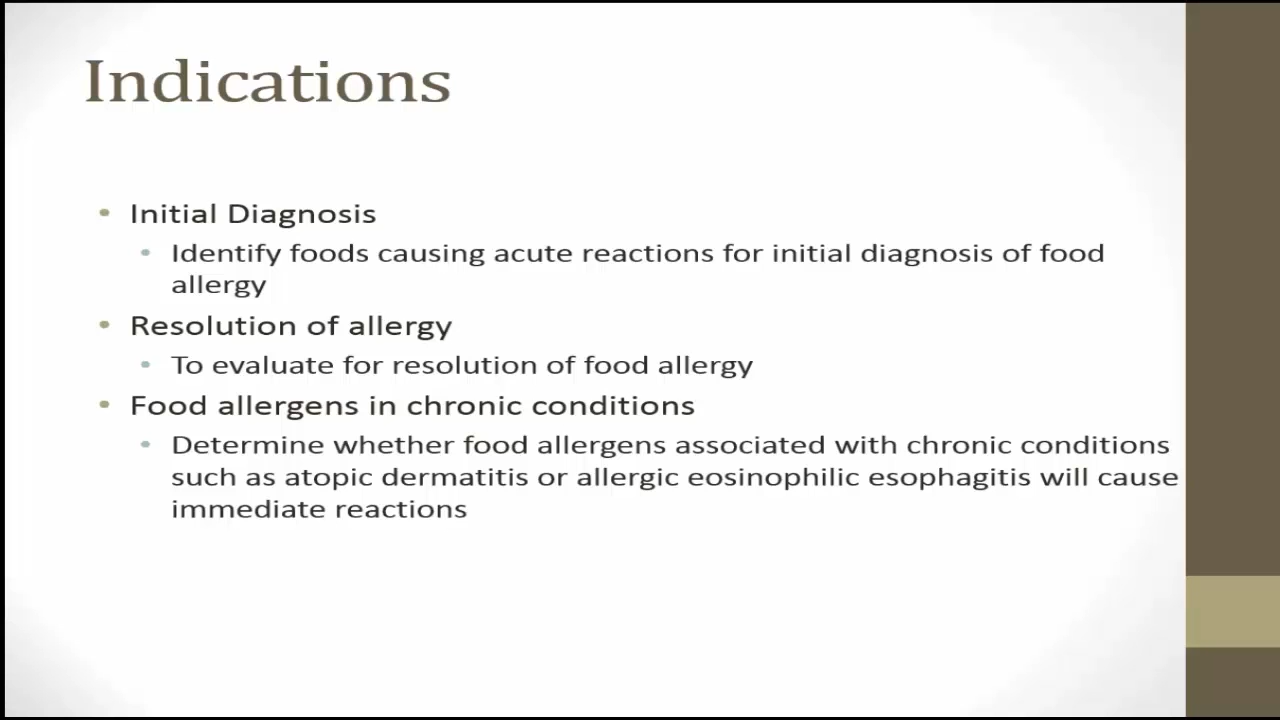 Indications
• Initial Diagnosis
• Identify foods causing acute reactions for initial diagnosis of food
allergy
• Resolution of allergy
• To evaluate for resolution of food allergy
• Food allergens in chronic conditions
• Determine whether food allergens associated with chronic conditions
such as atopic dermatitis or allergic eosinophilic esophagitis will cause
immediate reactions